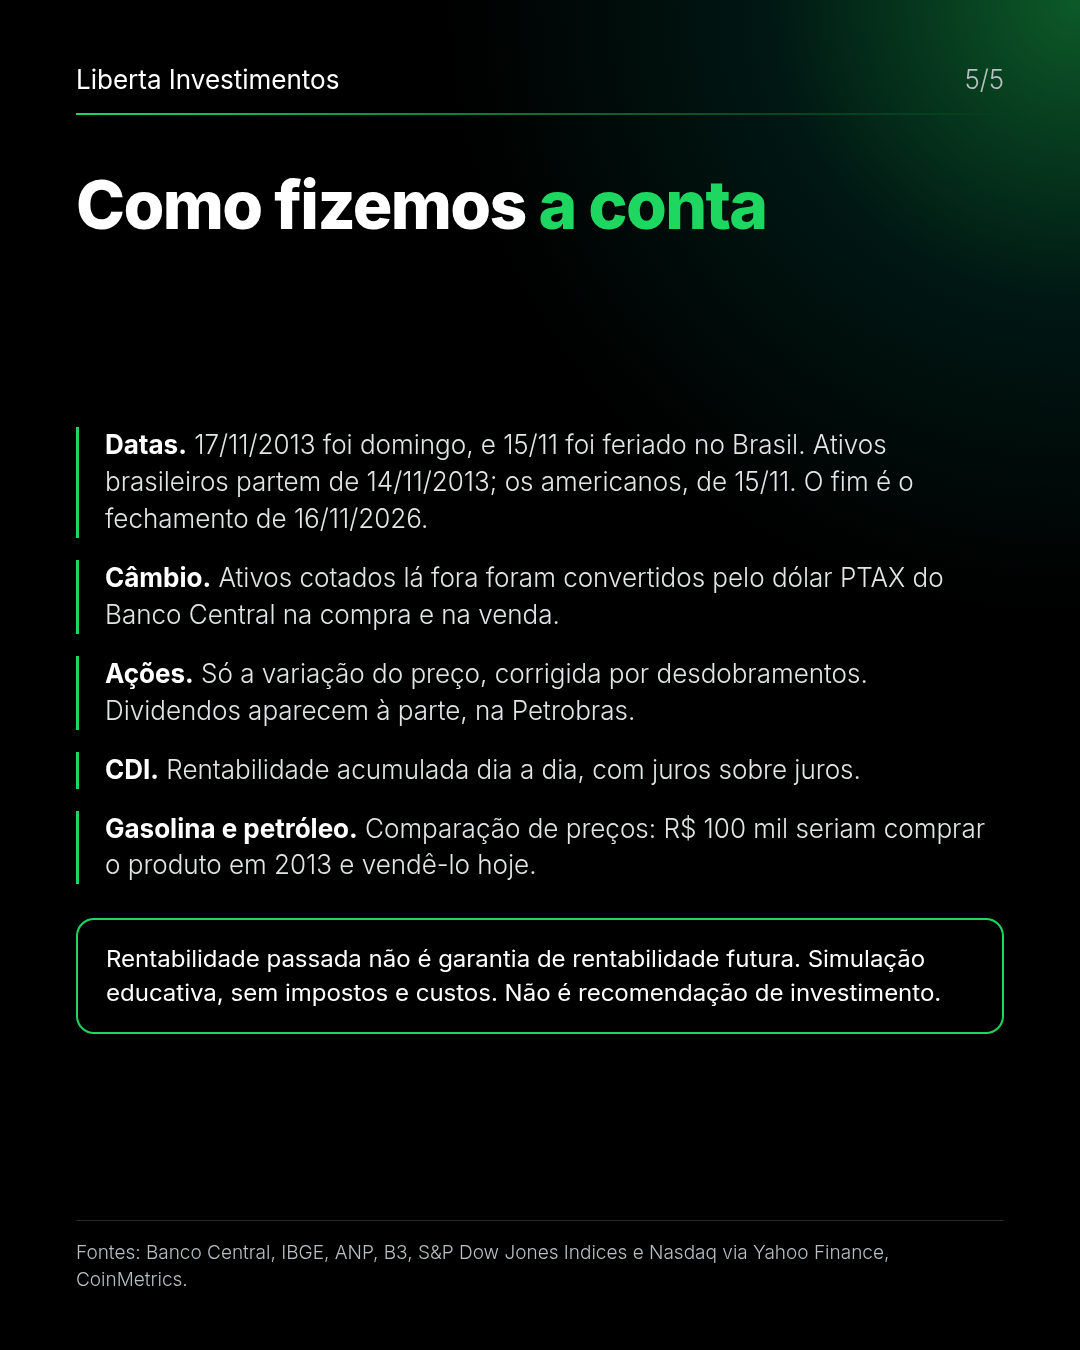 Liberta Investimentos
5/5
Como fizemos a conta
Datas. 17/11/2013 foi domingo, e 15/11 foi feriado no Brasil. Ativos
brasileiros partem de 14/11/2013; os americanos, de 15/11. O fim é o
fechamento de 16/11/2026.
Câmbio. Ativos cotados lá fora foram convertidos pelo dólar PTAX do
Banco Central na compra e na venda.
Ações. Só a variação do preço, corrigida por desdobramentos.
Dividendos aparecem à parte, na Petrobras.
CDI. Rentabilidade acumulada dia a dia, com juros sobre juros.
Gasolina e petróleo. Comparação de preços: R$ 100 mil seriam comprar
o produto em 2013 e vendê-lo hoje.
Rentabilidade passada não é garantia de rentabilidade futura. Simulação
educativa, sem impostos e custos. Não é recomendação de investimento.
Fontes: Banco Central, IBGE, ANP, B3, S&P Dow Jones Indices e Nasdaq via Yahoo Finance,
CoinMetrics.